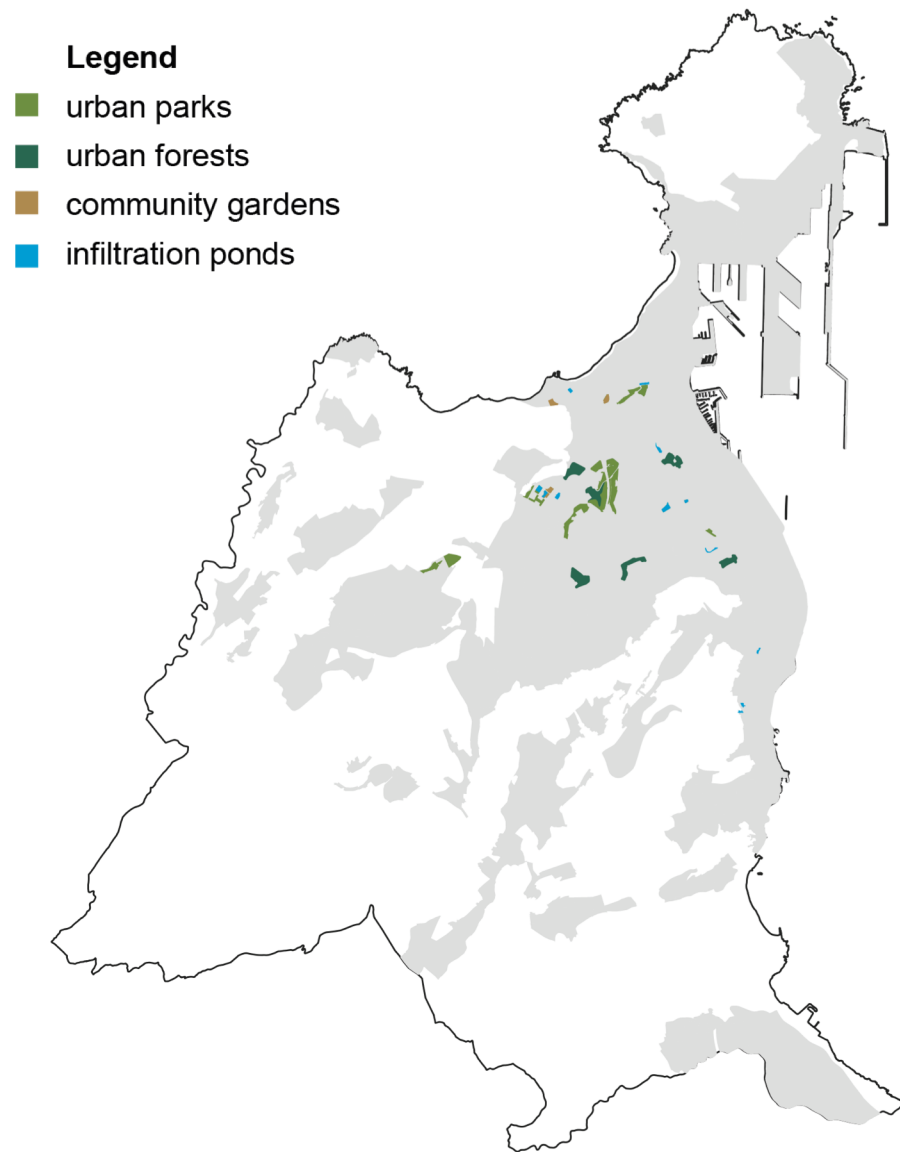 Legend
urban parks
urban forests
community gardens
infiltration ponds